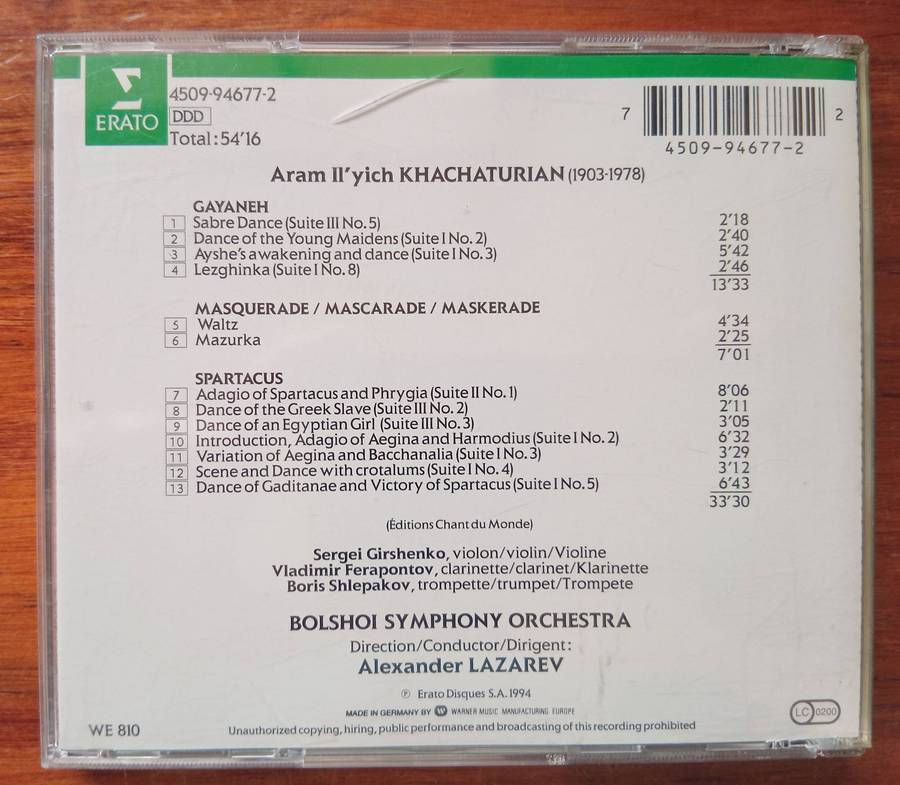 ERATO
4509-94677-2
DDD
Total: 54'16
7 4509-94677-2 2
Aram Il'yich KHACHATURIAN (1903-1978)
GAYANEH
1 Sabre Dance (Suite III No. 5) 2'18
2 Dance of the Young Maidens (Suite I No. 2) 2'40
3 Ayshe's awakening and dance (Suite I No. 3) 5'42
4 Lezghinka (Suite I No. 8) 2'46
13'33
MASQUERADE / MASCARADE / MASKERADE
5 Waltz 4'34
6 Mazurka 2'25
7'01
SPARTACUS
7 Adagio of Spartacus and Phrygia (Suite II No. 1) 8'06
8 Dance of the Greek Slave (Suite III No. 2) 2'11
9 Dance of an Egyptian Girl (Suite III No. 3) 3'05
10 Introduction, Adagio of Aegina and Harmodius (Suite I No. 2) 6'32
11 Variation of Aegina and Bacchanalia (Suite I No. 3) 3'29
12 Scene and Dance with crotalums (Suite I No. 4) 3'12
13 Dance of Gaditanae and Victory of Spartacus (Suite I No. 5) 6'43
33'30
(Éditions Chant du Monde)
Sergei Girshenko, violon/violin/Violine
Vladimir Ferapontov, clarinette/clarinet/Klarinette
Boris Shlepakov, trompette/trumpet/Trompete
BOLSHOI SYMPHONY ORCHESTRA
Direction/Conductor/Dirigent:
Alexander LAZAREV
℗ Erato Disques S.A. 1994
MADE IN GERMANY BY WARNER MUSIC MANUFACTURING EUROPE
LC 0200
WE 810
Unauthorized copying, hiring, public performance and broadcasting of this recording prohibited